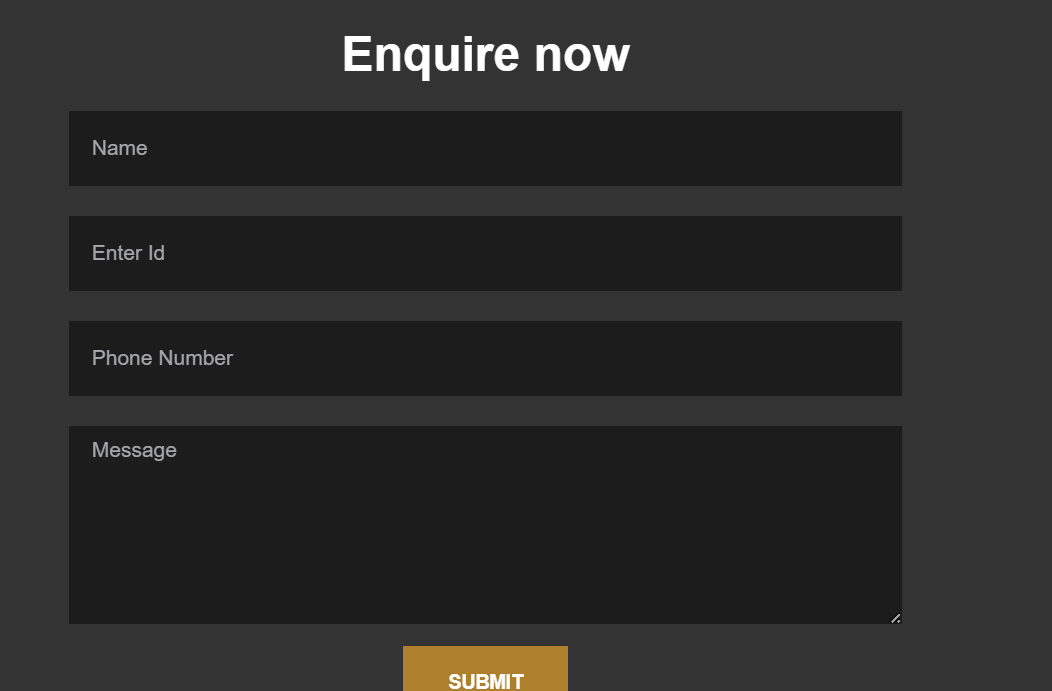 Enquire now
Name
Enter Id
Phone Number
Message
SUBMIT